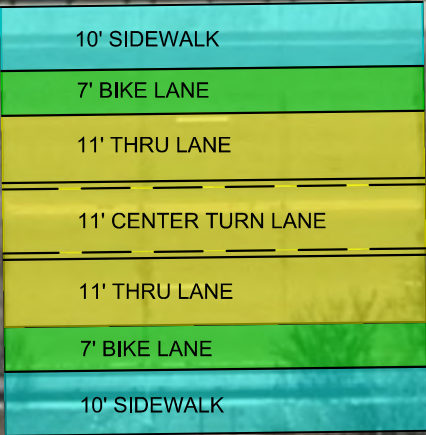 10' SIDEWALK
7' BIKE LANE
11' THRU LANE
11' CENTER TURN LANE
11' THRU LANE
7' BIKE LANE
10' SIDEWALK